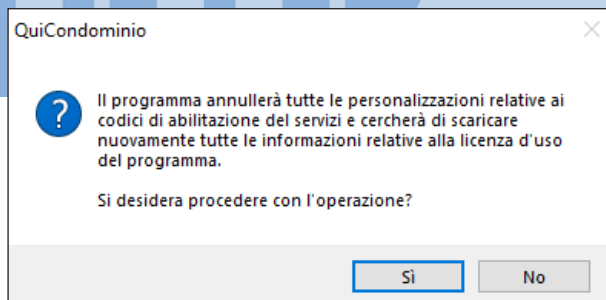 QuiCondominio
Il programma annullerà tutte le personalizzazioni relative ai
codici di abilitazione del servizi e cercherà di scaricare
nuovamente tutte le informazioni relative alla licenza d'uso
del programma.
Si desidera procedere con l'operazione?
Sì
No